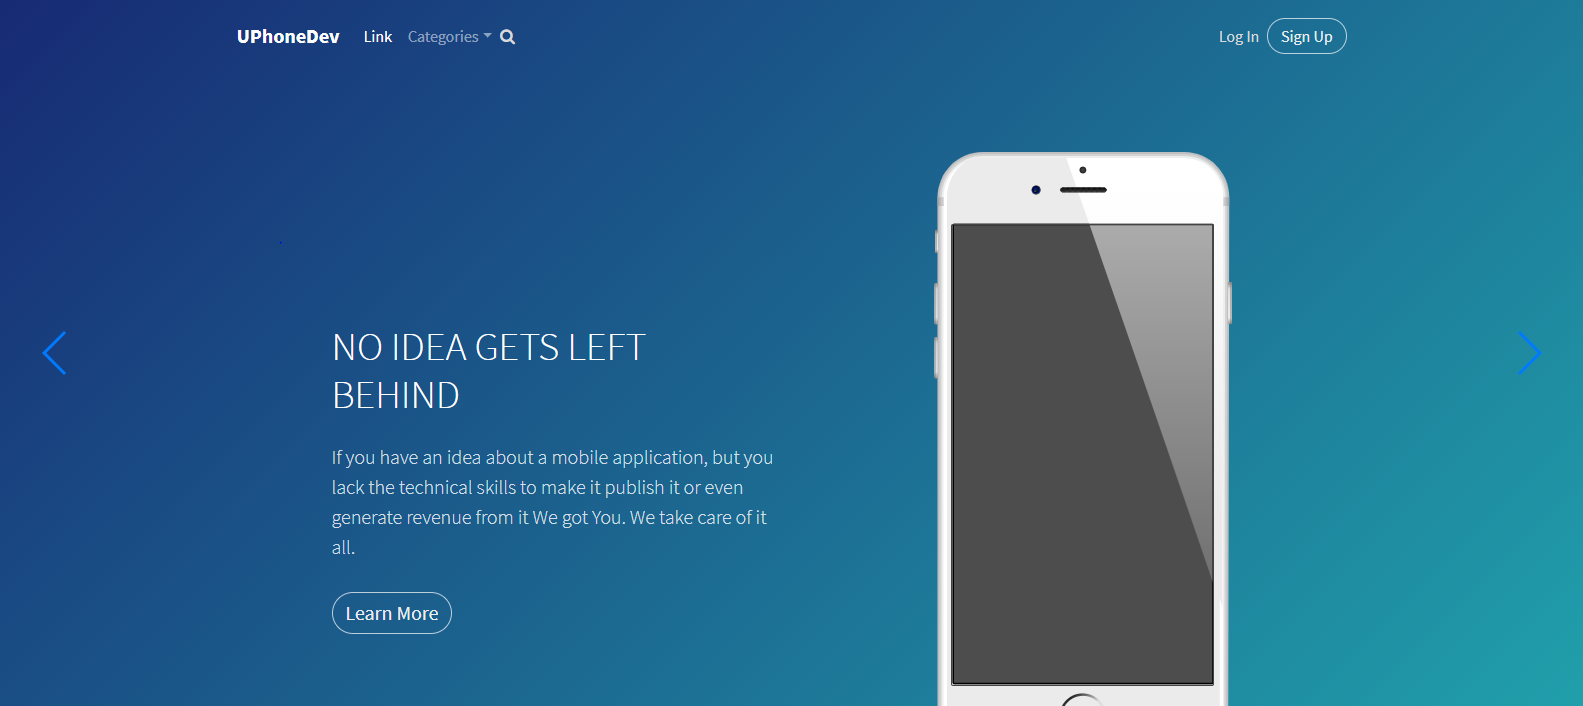 UPhoneDev Link Categories Log In Sign Up
NO IDEA GETS LEFT
BEHIND
If you have an idea about a mobile application, but you
lack the technical skills to make it publish it or even
generate revenue from it We got You. We take care of it
all.
Learn More